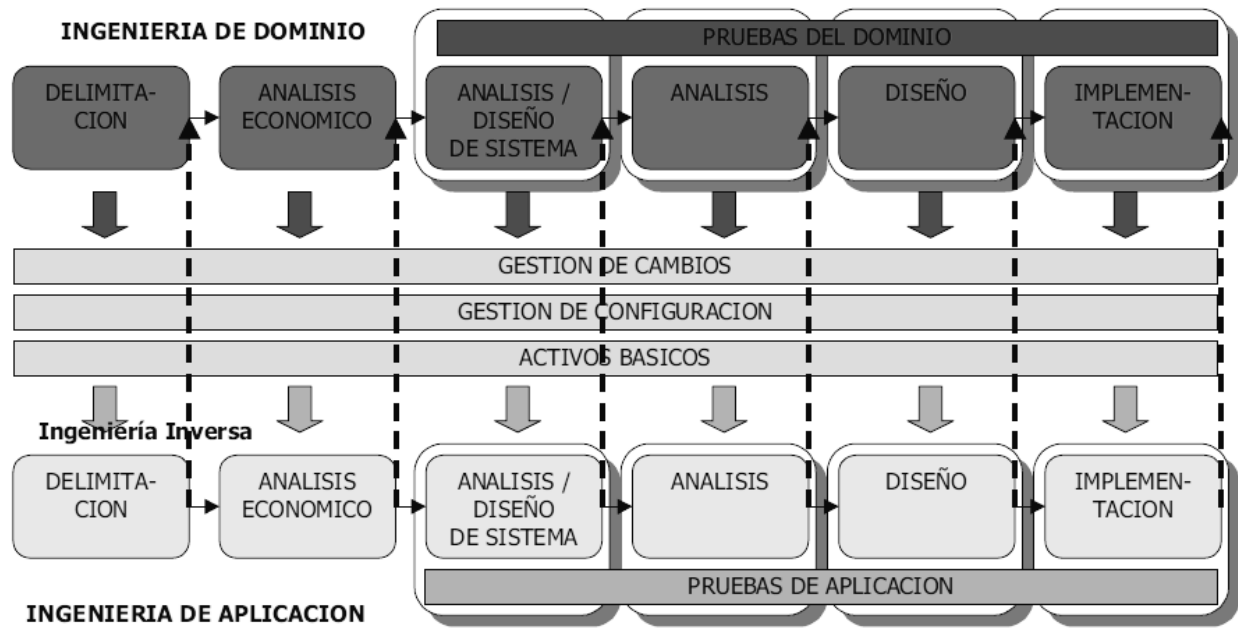 INGENIERIA DE DOMINIO
PRUEBAS DEL DOMINIO
DELIMITA-
CION
ANALISIS
ECONOMICO
ANALISIS /
DISEÑO
DE SISTEMA
ANALISIS
DISEÑO
IMPLEMEN-
TACION
GESTION DE CAMBIOS
GESTION DE CONFIGURACION
ACTIVOS BASICOS
Ingeniería Inversa
DELIMITA-
CION
ANALISIS
ECONOMICO
ANALISIS /
DISEÑO
DE SISTEMA
ANALISIS
DISEÑO
IMPLEMEN-
TACION
PRUEBAS DE APLICACION
INGENIERIA DE APLICACION